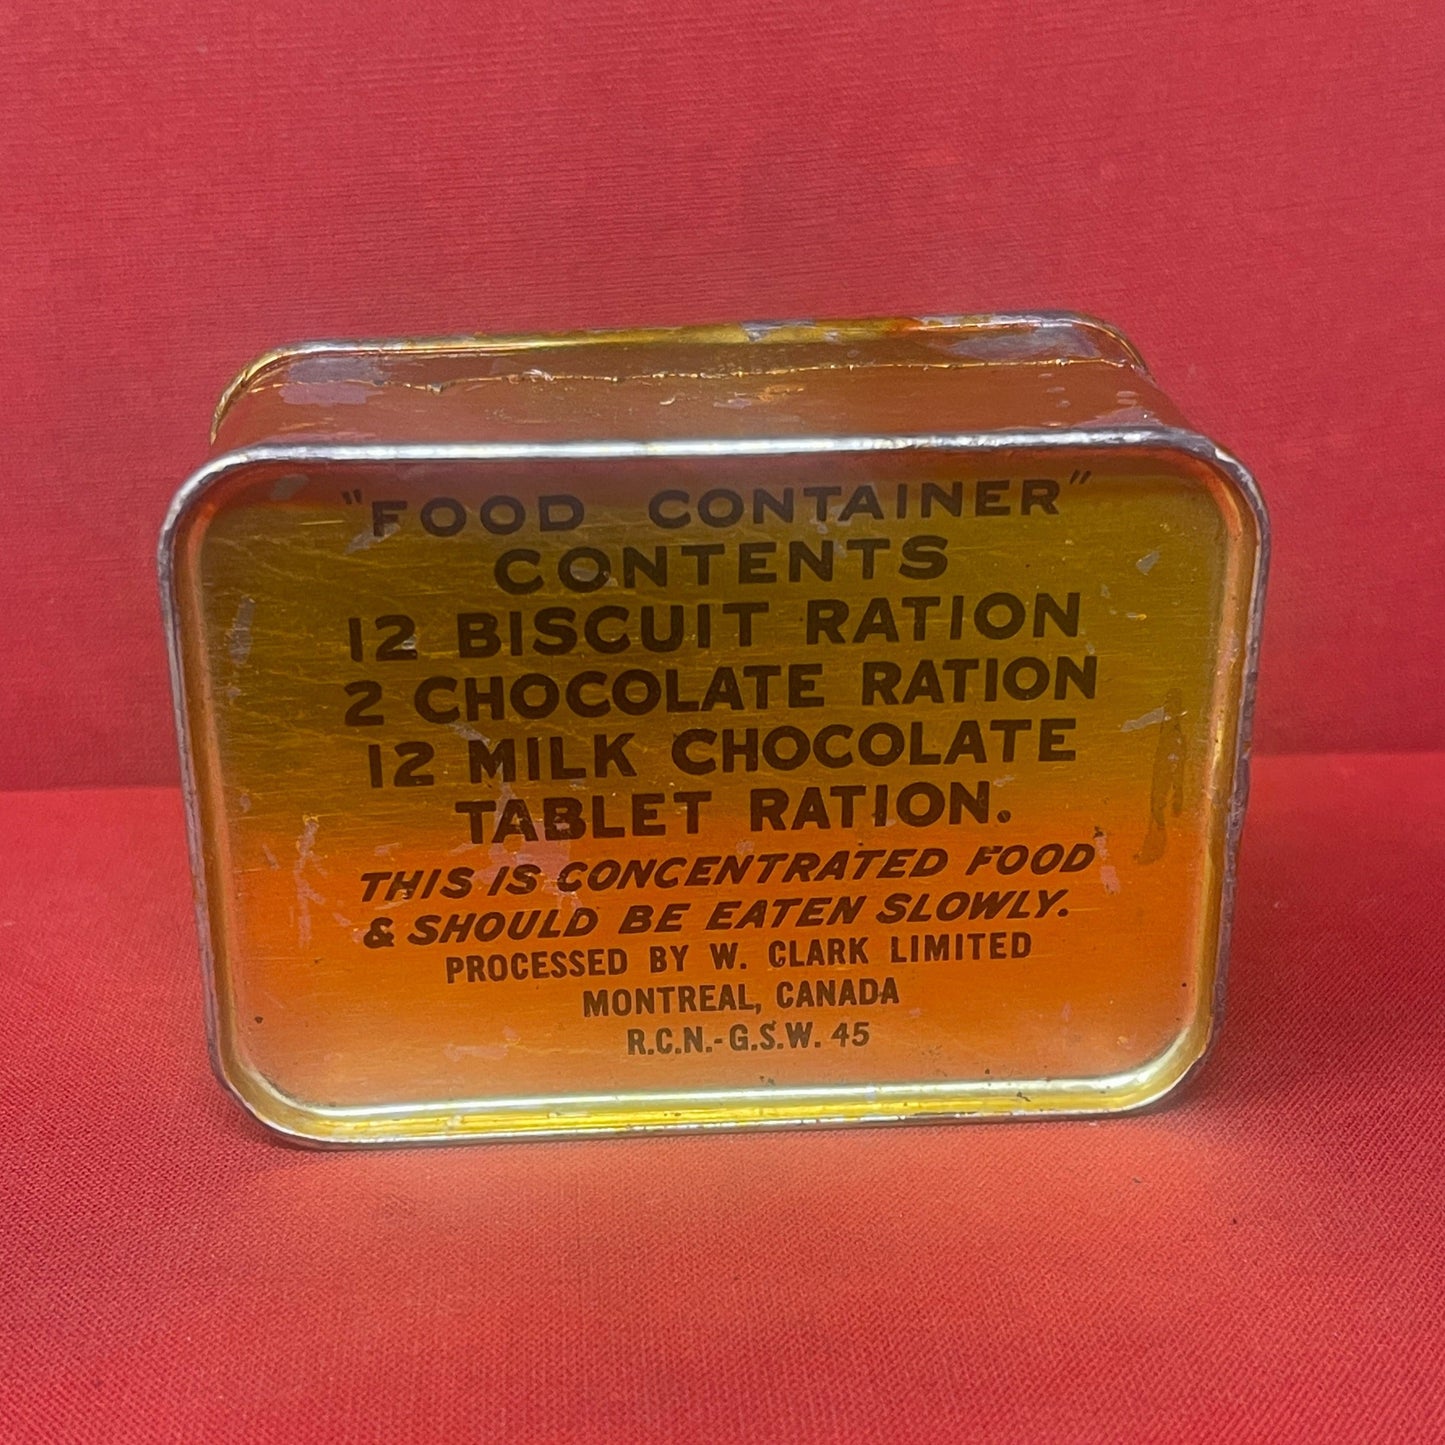 "FOOD CONTAINER"
CONTENTS
12 BISCUIT RATION
2 CHOCOLATE RATION
12 MILK CHOCOLATE
TABLET RATION.
THIS IS CONCENTRATED FOOD
& SHOULD BE EATEN SLOWLY.
PROCESSED BY W. CLARK LIMITED
MONTREAL, CANADA
R.C.N.-G.S.W. 45